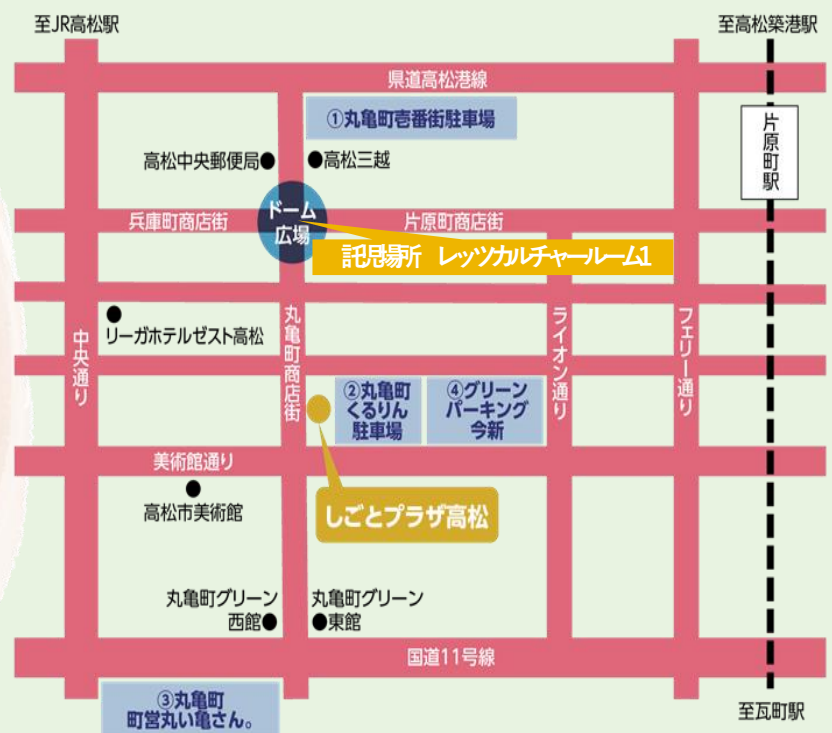 至JR高松駅
至高松築港駅
県道高松港線
①丸亀町壱番街駐車場
片原町駅
高松中央郵便局
高松三越
兵庫町商店街
ドーム
広場
片原町商店街
託児場所 レッツカルチャールーム1
リーガホテルゼスト高松
中央通り
丸亀町商店街
ライオン通り
フェリー通り
②丸亀町
くるりん
駐車場
④グリーン
パーキング
今新
美術館通り
高松市美術館
しごとプラザ高松
丸亀町グリーン
西館
丸亀町グリーン
東館
国道11号線
③丸亀町
町営丸い亀さん。
至瓦町駅